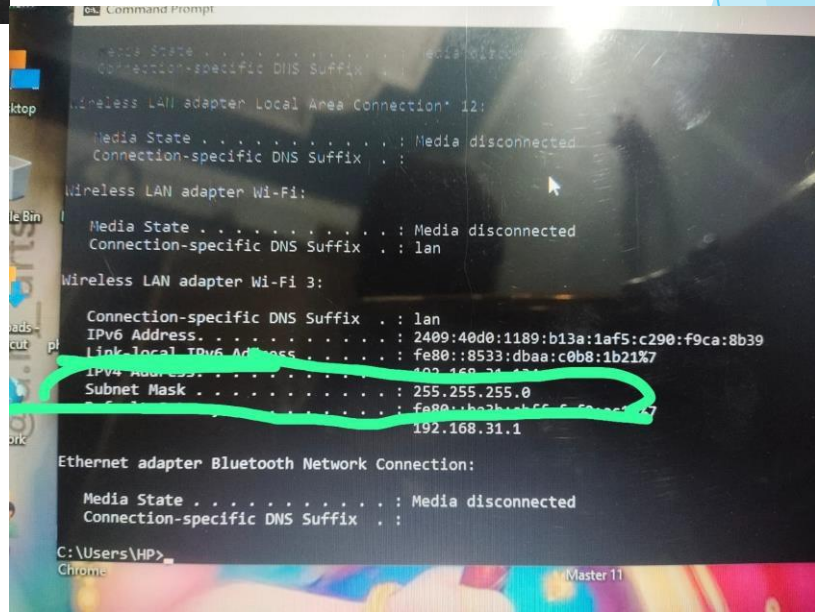 Command Prompt
Media State . . . . . . . . . . . :
Connection-specific DNS Suffix . :
Wireless LAN adapter Local Area Connection* 12:
Media State . . . . . . . . . . . : Media disconnected
Connection-specific DNS Suffix . :
Wireless LAN adapter Wi-Fi:
Media State . . . . . . . . . . . : Media disconnected
Connection-specific DNS Suffix . : lan
Wireless LAN adapter Wi-Fi 3:
Connection-specific DNS Suffix . : lan
IPv6 Address. . . . . . . . . . . : 2409:40d0:1189:b13a:1af5:c290:f9ca:8b39
Link-local IPv6 Address . . . . . : fe80::8533:dbaa:c0b8:1b21%7
IPv4 Address. . . . . . . . . . . :
Subnet Mask . . . . . . . . . . . : 255.255.255.0
192.168.31.1
Ethernet adapter Bluetooth Network Connection:
Media State . . . . . . . . . . . : Media disconnected
Connection-specific DNS Suffix . :
C:\Users\HP>_
Chrome
Master 11